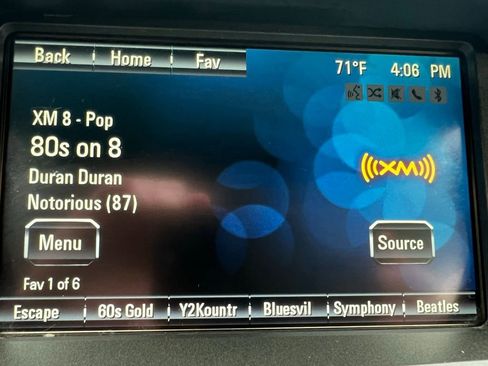 Back Home Fav
71°F 4:06 PM
XM 8 - Pop
80s on 8
Duran Duran
Notorious (87)
XM
Menu Source
Fav 1 of 6
Escape 60s Gold Y2Kountr Bluesvil Symphony Beatles